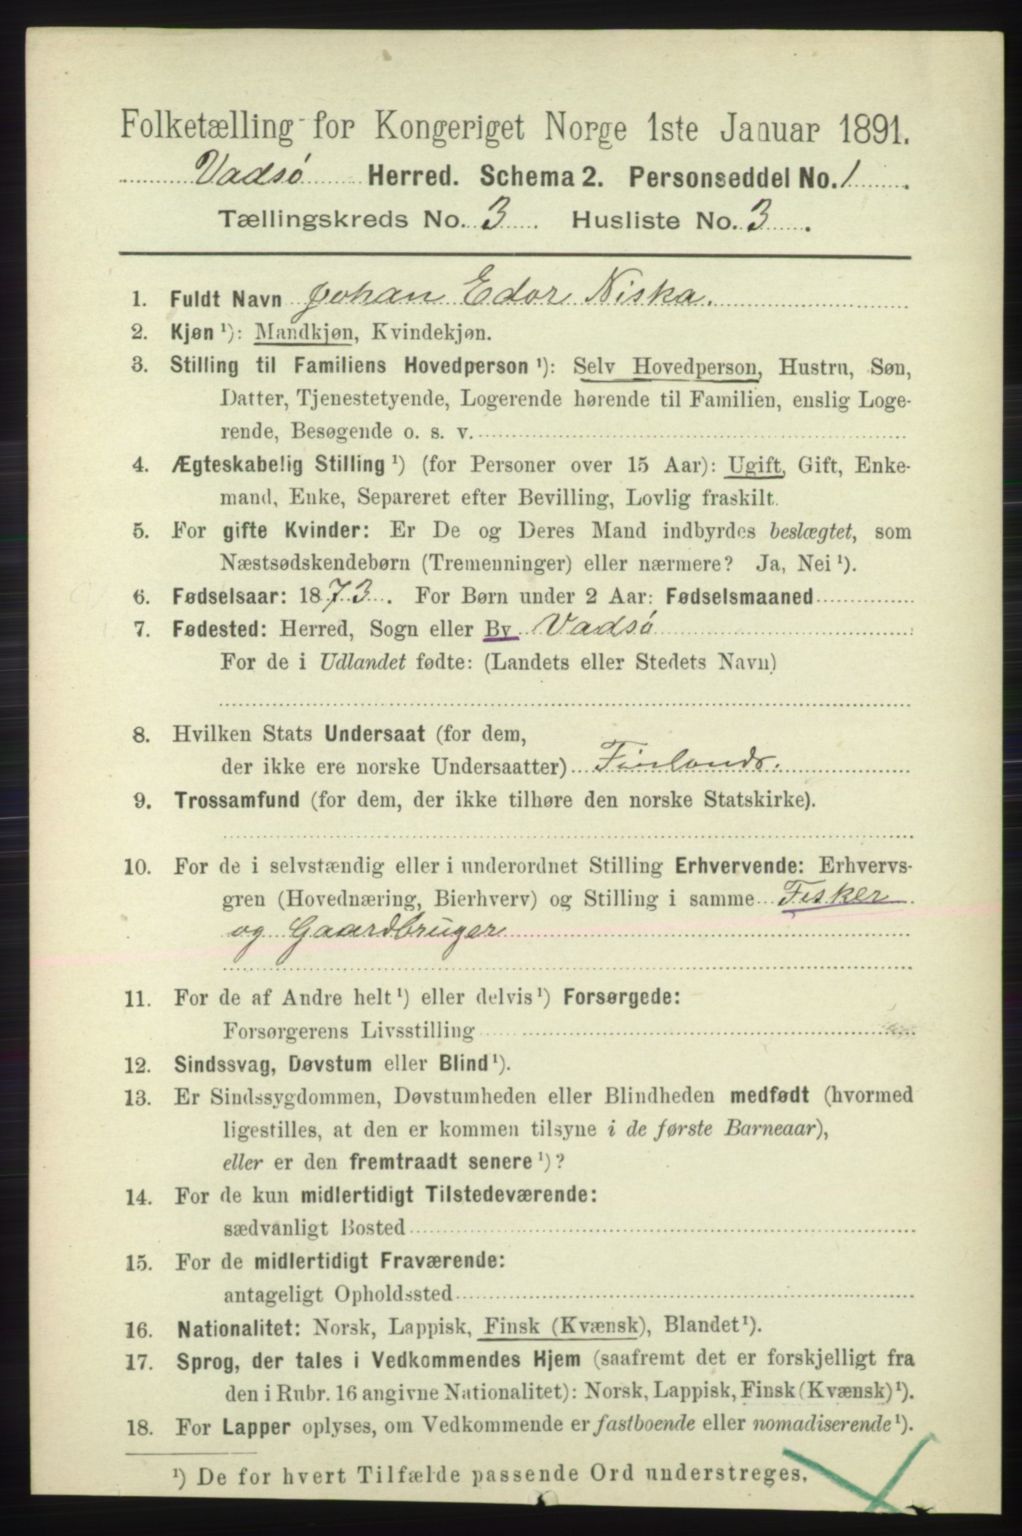 Folketælling for Kongeriget Norge 1ste Januar 1891.
Vadsø Herred. Schema 2. Personseddel No. 1.
Tællingskreds No. 3. Husliste No. 3.
1. Fuldt Navn Johan Edor Niska.
2. Kjøn ¹): Mandkjøn, Kvindekjøn.
3. Stilling til Familiens Hovedperson ¹): Selv Hovedperson, Hustru, Søn,
Datter, Tjenestetyende, Logerende hørende til Familien, enslig Loge-
rende, Besøgende o. s. v.
4. Ægteskabelig Stilling ¹) (for Personer over 15 Aar): Ugift, Gift, Enke-
mand, Enke, Separeret efter Bevilling, Lovlig fraskilt.
5. For gifte Kvinder: Er De og Deres Mand indbyrdes beslægtet, som
Næstsødskendebørn (Tremenninger) eller nærmere? Ja, Nei ¹).
6. Fødselsaar: 1873. For Børn under 2 Aar: Fødselsmaaned
7. Fødested: Herred, Sogn eller By Vadsø
For de i Udlandet fødte: (Landets eller Stedets Navn)
8. Hvilken Stats Undersaat (for dem,
der ikke ere norske Undersaatter) Finlands.
9. Trossamfund (for dem, der ikke tilhøre den norske Statskirke).
10. For de i selvstændig eller i underordnet Stilling Erhvervende: Erhvervs-
gren (Hovednæring, Bierhverv) og Stilling i samme Fisker
og Gaardbruger
11. For de af Andre helt ¹) eller delvis ¹) Forsørgede:
Forsørgerens Livsstilling
12. Sindssvag, Døvstum eller Blind ¹).
13. Er Sindssygdommen, Døvstumheden eller Blindheden medfødt (hvormed
ligestilles, at den er kommen tilsyne i de første Barneaar),
eller er den fremtraadt senere ¹)?
14. For de kun midlertidigt Tilstedeværende:
sædvanligt Bosted
15. For de midlertidigt Fraværende:
antageligt Opholdssted
16. Nationalitet: Norsk, Lappisk, Finsk (Kvænsk), Blandet ¹).
17. Sprog, der tales i Vedkommendes Hjem (saafremt det er forskjelligt fra
den i Rubr. 16 angivne Nationalitet): Norsk, Lappisk, Finsk (Kvænsk) ¹).
18. For Lapper oplyses, om Vedkommende er fastboende eller nomadiserende ¹).
¹) De for hvert Tilfælde passende Ord understreges.